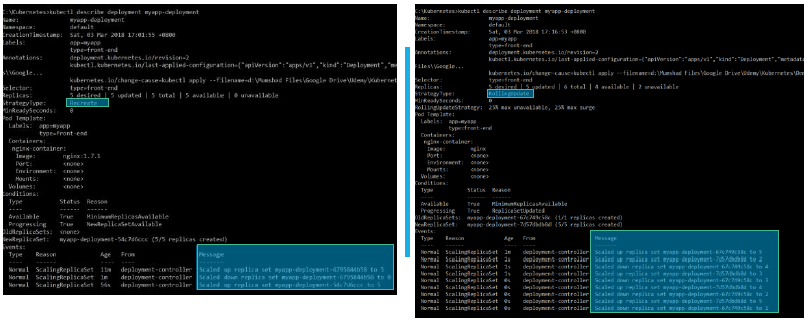 C:\Kubernetes>kubectl describe deployment myapp-deployment
Name: myapp-deployment
Namespace: default
CreationTimestamp: Sat, 03 Mar 2018 17:01:55 +0800
Labels: app=myapp
type=front-end
Annotations: deployment.kubernetes.io/revision=2
kubectl.kubernetes.io/last-applied-configuration={"apiVersion":"apps/v1","kind":"Deployment","me
s\\Google...
kubernetes.io/change-cause=kubectl apply --filename=d:\Mumshad Files\Google Drive\Udemy\Kubernet
Selector: type=front-end
Replicas: 5 desired | 5 updated | 5 total | 5 available | 0 unavailable
StrategyType: Recreate
MinReadySeconds: 0
Pod Template:
Labels: app=myapp
type=front-end
Containers:
nginx-container:
Image: nginx:1.7.1
Port: <none>
Environment: <none>
Mounts: <none>
Volumes: <none>
Conditions:
Type Status Reason
---- ------ ------
Available True MinimumReplicasAvailable
Progressing True NewReplicaSetAvailable
OldReplicaSets: <none>
NewReplicaSet: (5/5 replicas created)
Events:
Type Reason Age From Message
Normal ScalingReplicaSet 11m deployment-controller Scaled up replica set to 5
Normal ScalingReplicaSet 1m deployment-controller Scaled down replica set to 0
Normal ScalingReplicaSet 56s deployment-controller Scaled up replica set to 5
C:\Kubernetes>kubectl describe deployment myapp-deployment
Name: myapp-deployment
Namespace: default
CreationTimestamp: Sat, 03 Mar 2018 17:16:53 +0800
Labels: app=myapp
type=front-end
Annotations: deployment.kubernetes.io/revision=2
kubectl.kubernetes.io/last-applied-configuration={"apiVersion":"apps/v1","kind":"Deployment","metadat
Files\\Google...
kubernetes.io/change-cause=kubectl apply --filename=d:\Mumshad Files\Google Drive\Udemy\Kubernetes
Selector: type=front-end
Replicas: 5 desired | 5 updated | 6 total | 4 available | 2 unavailable
StrategyType: RollingUpdate
MinReadySeconds: 0
RollingUpdateStrategy: 25% max unavailable, 25% max surge
Pod Template:
Labels: app=myapp
type=front-end
Containers:
nginx-container:
Image: nginx
Port: <none>
Environment: <none>
Mounts: <none>
Volumes: <none>
Conditions:
Type Status Reason
---- ------ ------
Available True MinimumReplicasAvailable
Progressing True ReplicaSetUpdated
OldReplicaSets: myapp-deployment-67c749c58c (1/1 replicas created)
NewReplicaSet: myapp-deployment-7d57dbdb8d (5/5 replicas created)
Events:
Type Reason Age From Message
Normal ScalingReplicaSet 1m deployment-controller Scaled up replica set myapp-deployment-67c749c58c to 5
Normal ScalingReplicaSet 1s deployment-controller Scaled up replica set myapp-deployment-7d57dbdb8d to 2
Normal ScalingReplicaSet 1s deployment-controller Scaled down replica set myapp-deployment-67c749c58c to 4
Normal ScalingReplicaSet 1s deployment-controller Scaled up replica set myapp-deployment-7d57dbdb8d to 3
Normal ScalingReplicaSet 0s deployment-controller Scaled down replica set myapp-deployment-67c749c58c to 3
Normal ScalingReplicaSet 0s deployment-controller Scaled up replica set myapp-deployment-7d57dbdb8d to 4
Normal ScalingReplicaSet 0s deployment-controller Scaled down replica set myapp-deployment-67c749c58c to 2
Normal ScalingReplicaSet 0s deployment-controller Scaled up replica set myapp-deployment-7d57dbdb8d to 5
Normal ScalingReplicaSet 0s deployment-controller Scaled down replica set myapp-deployment-67c749c58c to 1